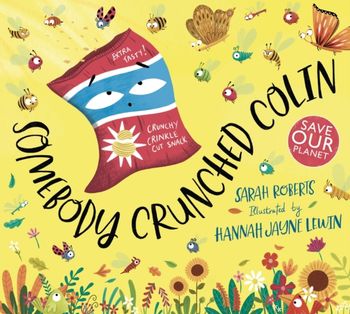 EXTRA
TASTY!
CRUNCHY
CRINKLE
CUT SNACK
SOMEBODY CRUNCHED COLIN
SAVE
OUR
PLANET
SARAH ROBERTS
Illustrated by
HANNAH JAYNE LEWIN